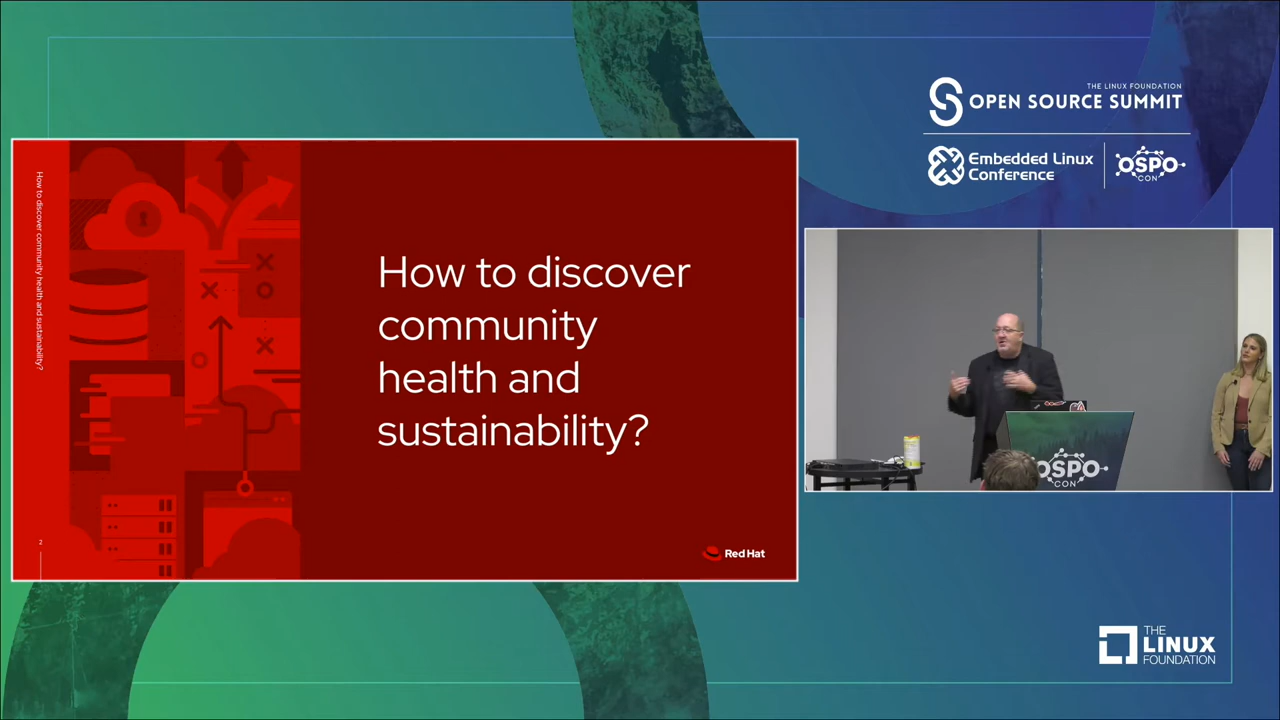 THE LINUX FOUNDATION
OPEN SOURCE SUMMIT
Embedded Linux
Conference
OSPO
CON
How to discover community health and sustainability?
How to discover
community
health and
sustainability?
2
Red Hat
OSPO
CON
THE
LINUX
FOUNDATION